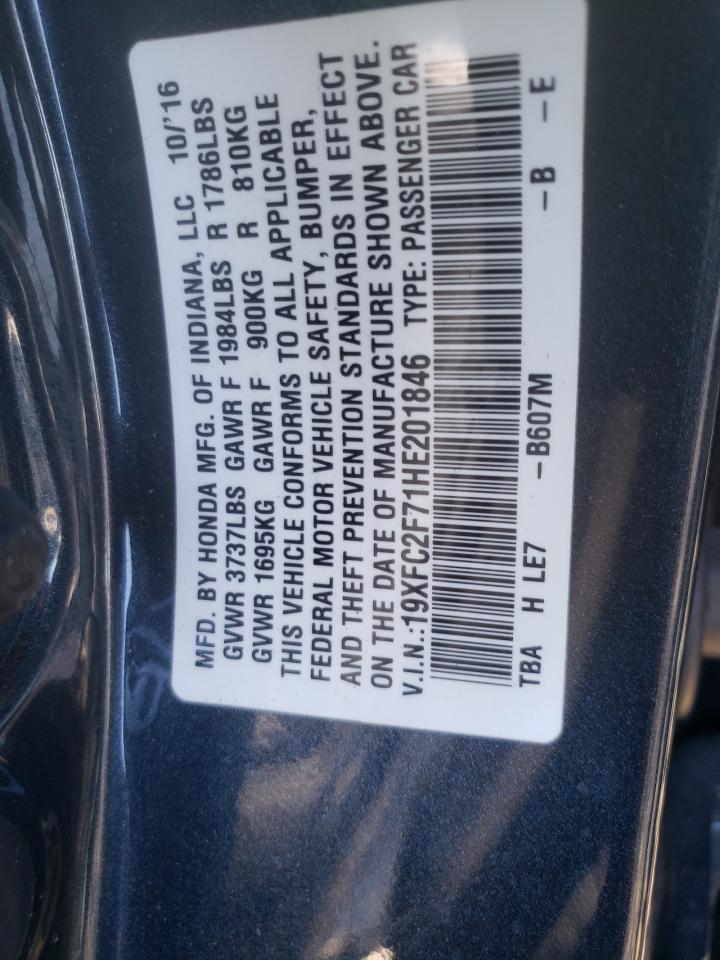 MFD. BY HONDA MFG. OF INDIANA, LLC 10/'16
GVWR 3737LBS GAWR F 1984LBS R 1786LBS
GVWR 1695KG GAWR F 900KG R 810KG
THIS VEHICLE CONFORMS TO ALL APPLICABLE
FEDERAL MOTOR VEHICLE SAFETY, BUMPER,
AND THEFT PREVENTION STANDARDS IN EFFECT
ON THE DATE OF MANUFACTURE SHOWN ABOVE.
V.I.N.:19XFC2F71HE201846 TYPE: PASSENGER CAR
TBA H LE7 -B607M -B -E